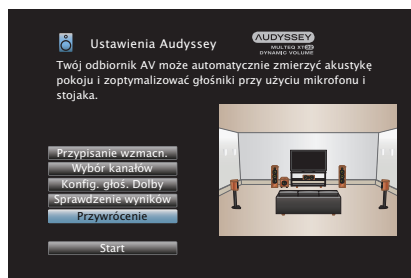 Ustawienia Audyssey
AUDYSSEY
MULTEQ XT32
DYNAMIC VOLUME
Twój odbiornik AV może automatycznie zmierzyć akustykę
pokoju i zoptymalizować głośniki przy użyciu mikrofonu i
stojaka.
Przypisanie wzmacn.
Wybór kanałów
Konfig. głoś. Dolby
Sprawdzenie wyników
Przywrócenie
Start